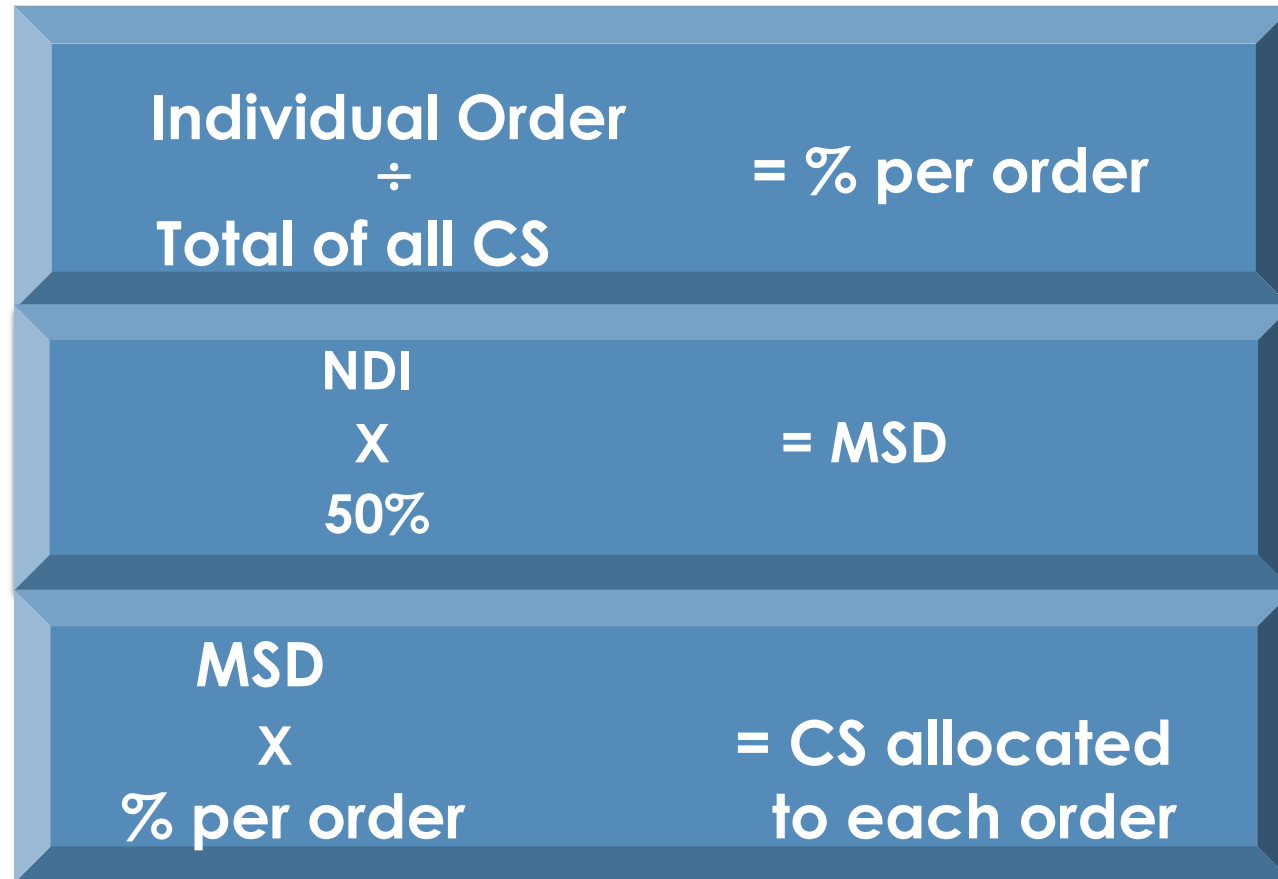 Individual Order
÷
Total of all CS
= % per order
NDI
X
50%
= MSD
MSD
X
% per order
= CS allocated
to each order